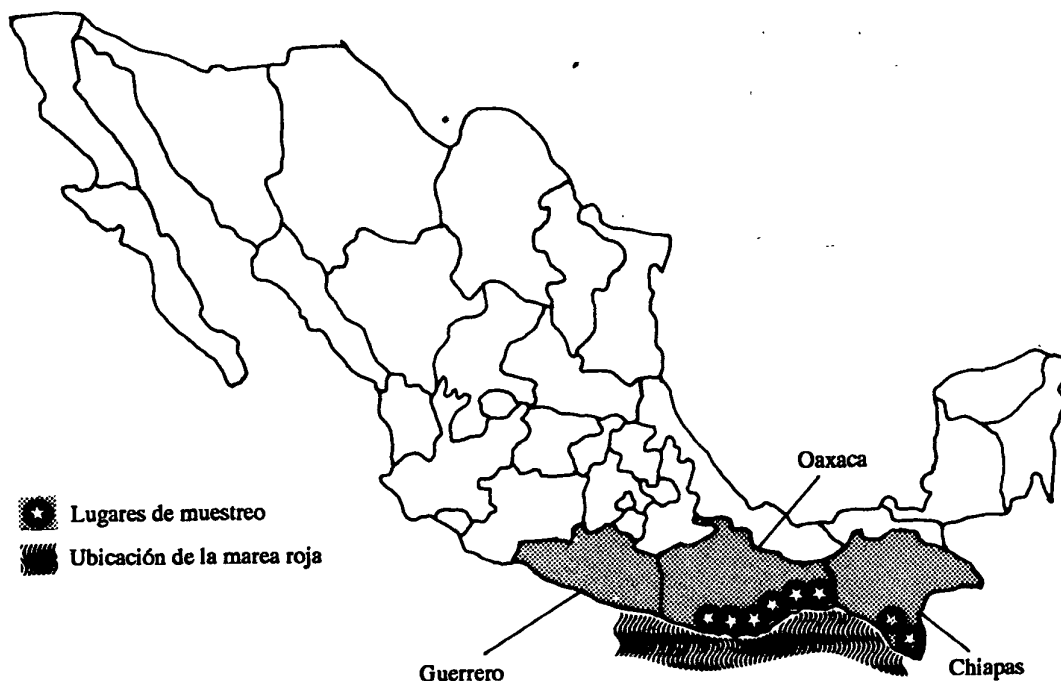 Oaxaca
Lugares de muestreo
Ubicación de la marea roja
Guerrero
Chiapas